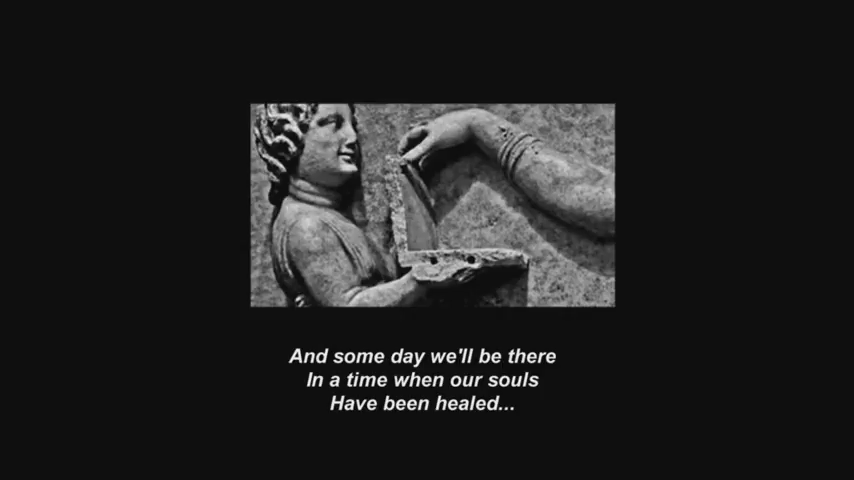 And some day we'll be there
In a time when our souls
Have been healed...